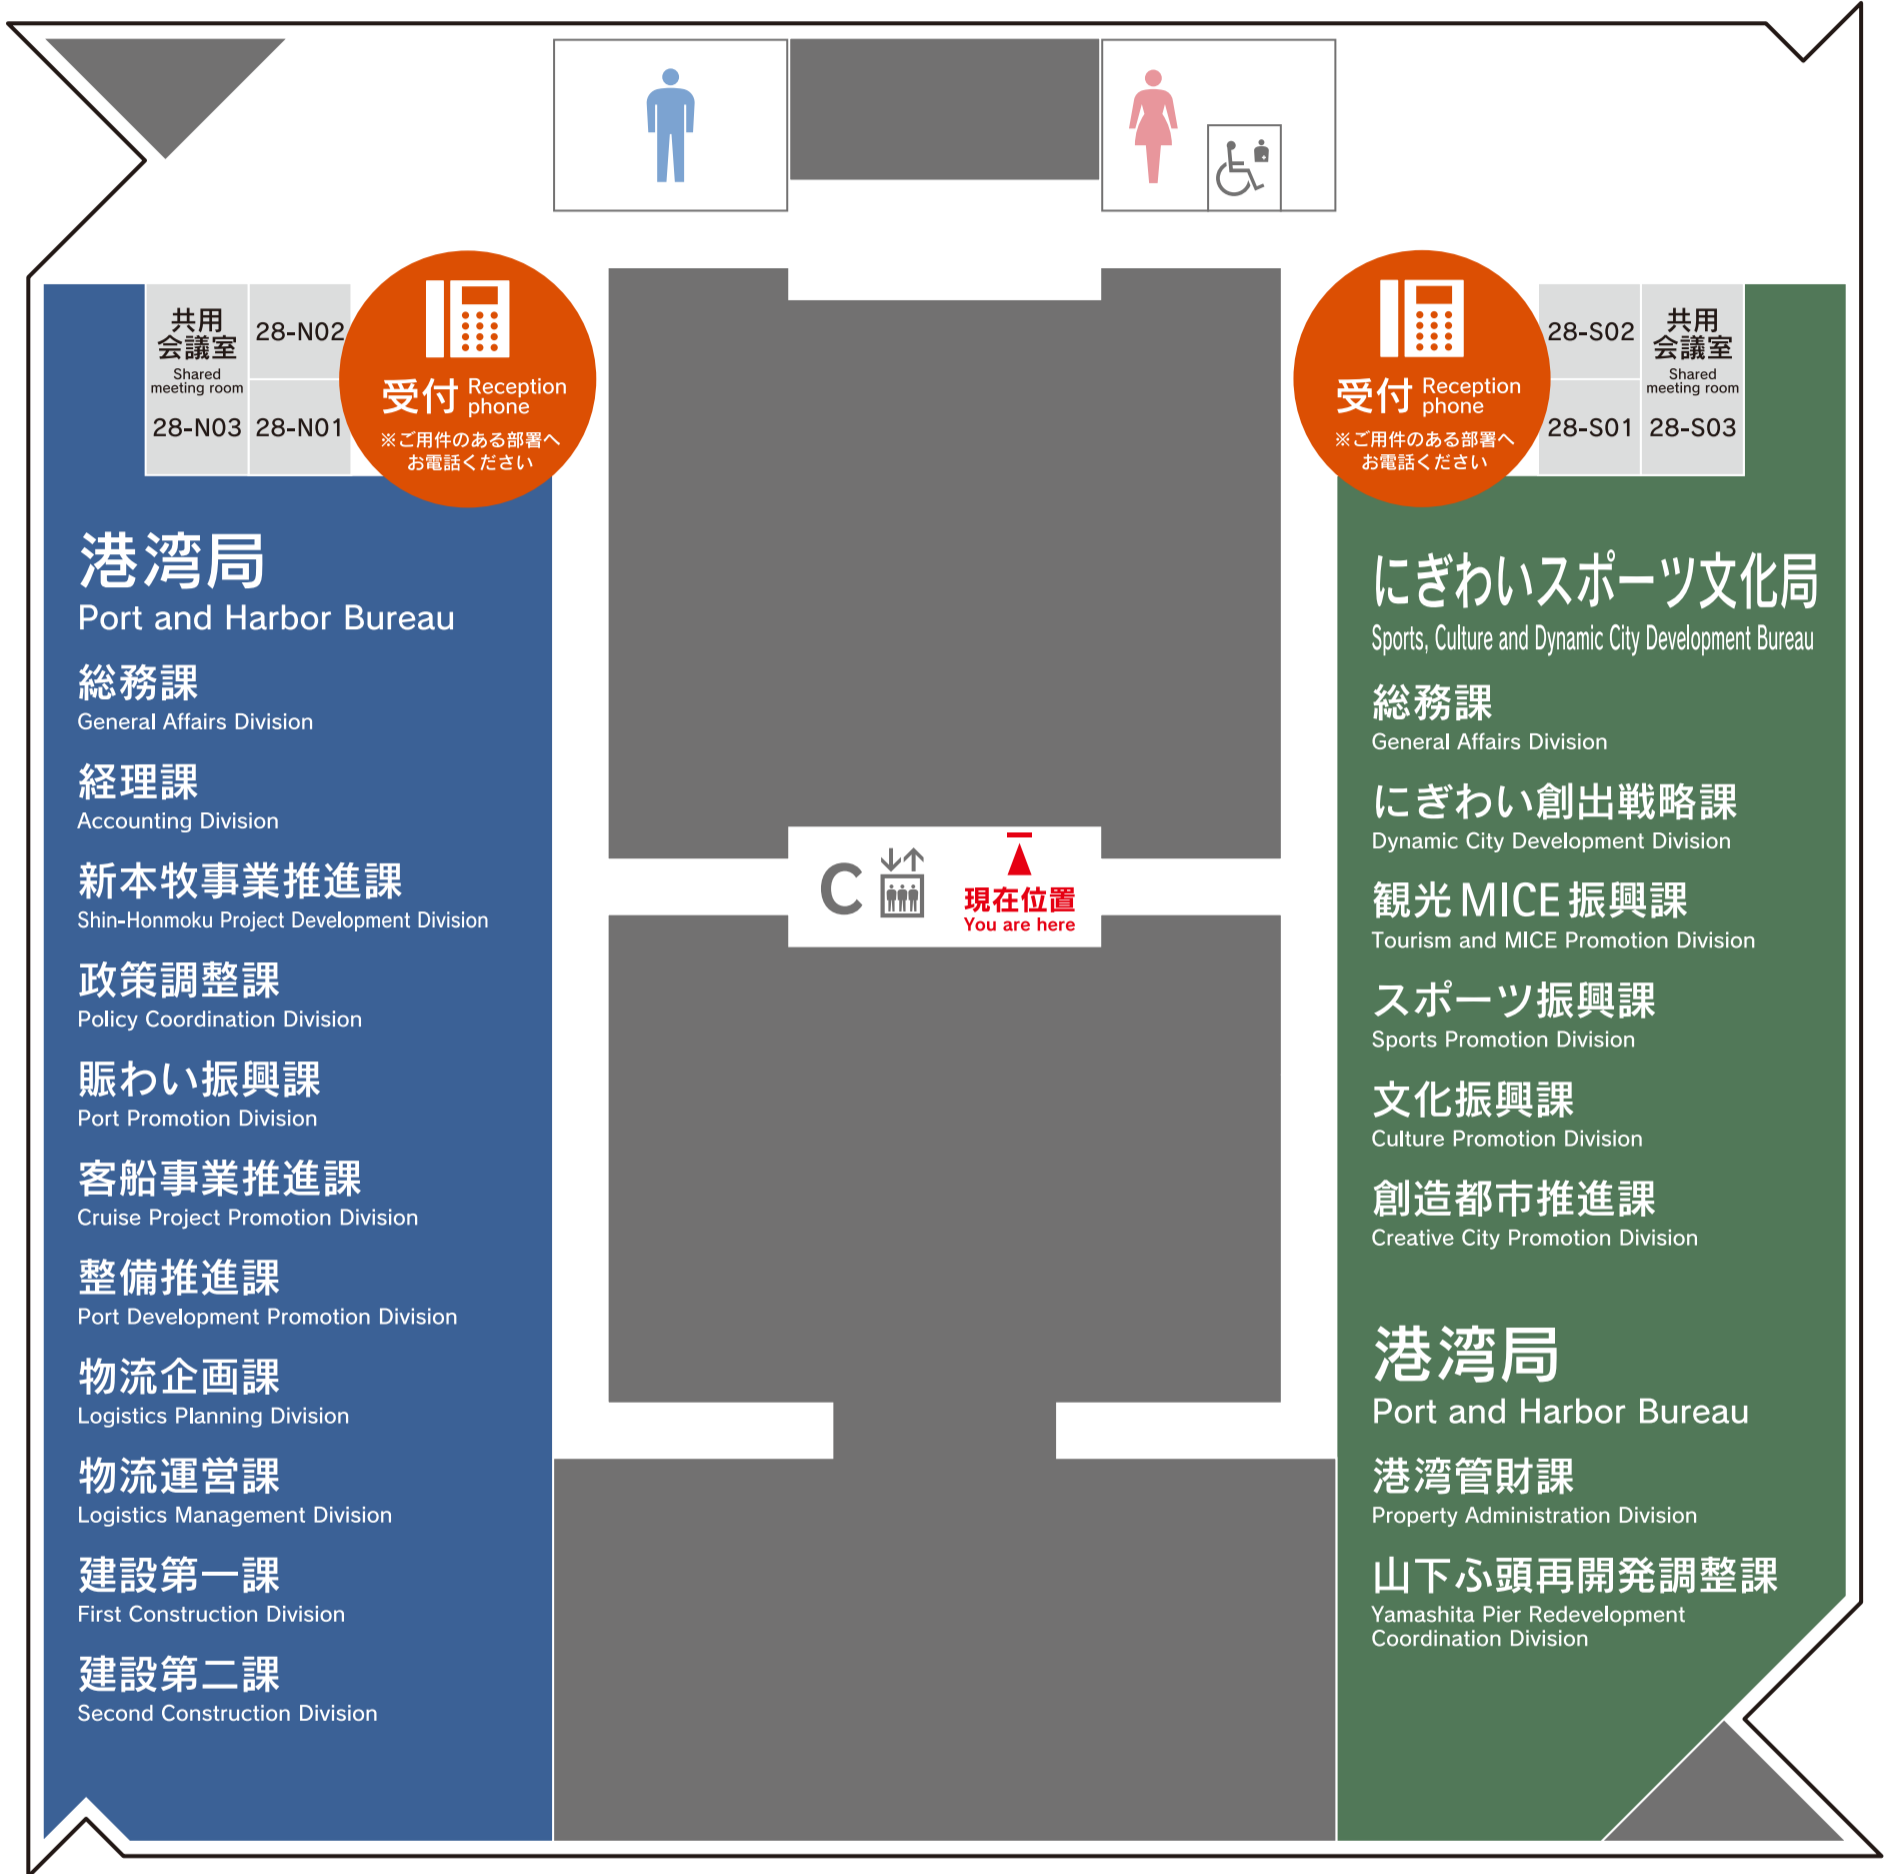 共用
会議室
Shared
meeting room
28-N03
28-N02
28-N01
受付 Reception
phone
※ご用件のある部署へ
お電話ください
港湾局
Port and Harbor Bureau
総務課
General Affairs Division
経理課
Accounting Division
新本牧事業推進課
Shin-Honmoku Project Development Division
政策調整課
Policy Coordination Division
賑わい振興課
Port Promotion Division
客船事業推進課
Cruise Project Promotion Division
整備推進課
Port Development Promotion Division
物流企画課
Logistics Planning Division
物流運営課
Logistics Management Division
建設第一課
First Construction Division
建設第二課
Second Construction Division
C
現在位置
You are here
受付 Reception
phone
※ご用件のある部署へ
お電話ください
28-S02
28-S01
共用
会議室
Shared
meeting room
28-S03
にぎわいスポーツ文化局
Sports, Culture and Dynamic City Development Bureau
総務課
General Affairs Division
にぎわい創出戦略課
Dynamic City Development Division
観光MICE振興課
Tourism and MICE Promotion Division
スポーツ振興課
Sports Promotion Division
文化振興課
Culture Promotion Division
創造都市推進課
Creative City Promotion Division
港湾局
Port and Harbor Bureau
港湾管財課
Property Administration Division
山下ふ頭再開発調整課
Yamashita Pier Redevelopment
Coordination Division